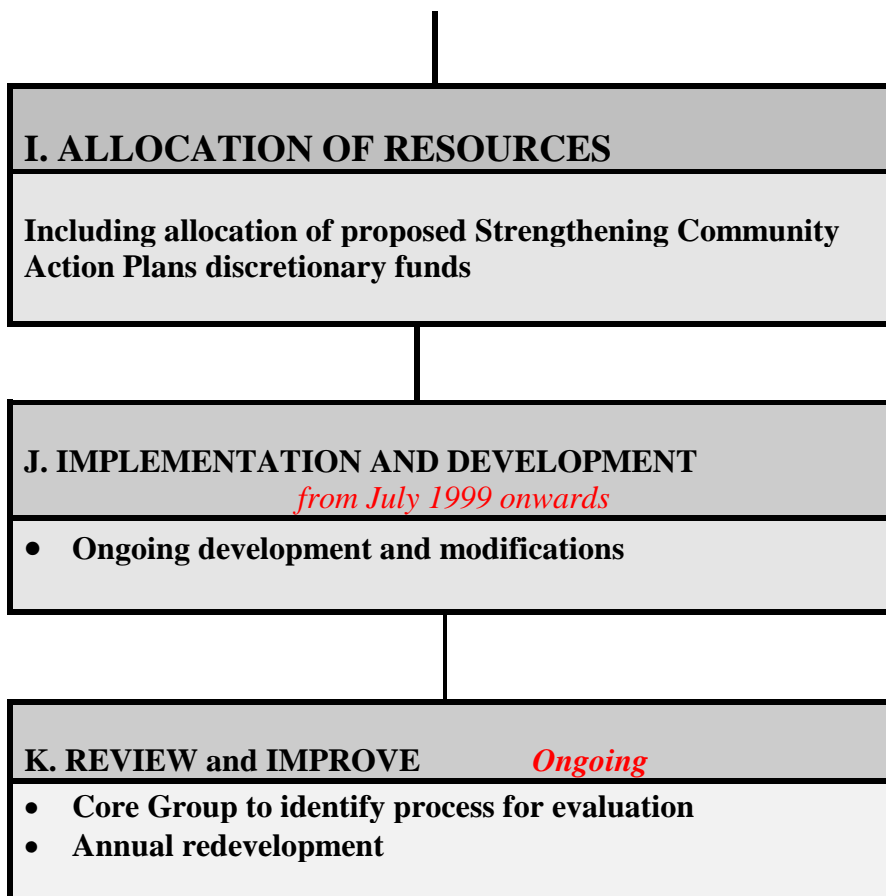 I. ALLOCATION OF RESOURCES
Including allocation of proposed Strengthening Community
Action Plans discretionary funds
J. IMPLEMENTATION AND DEVELOPMENT
from July 1999 onwards
• Ongoing development and modifications
K. REVIEW and IMPROVE Ongoing
• Core Group to identify process for evaluation
• Annual redevelopment